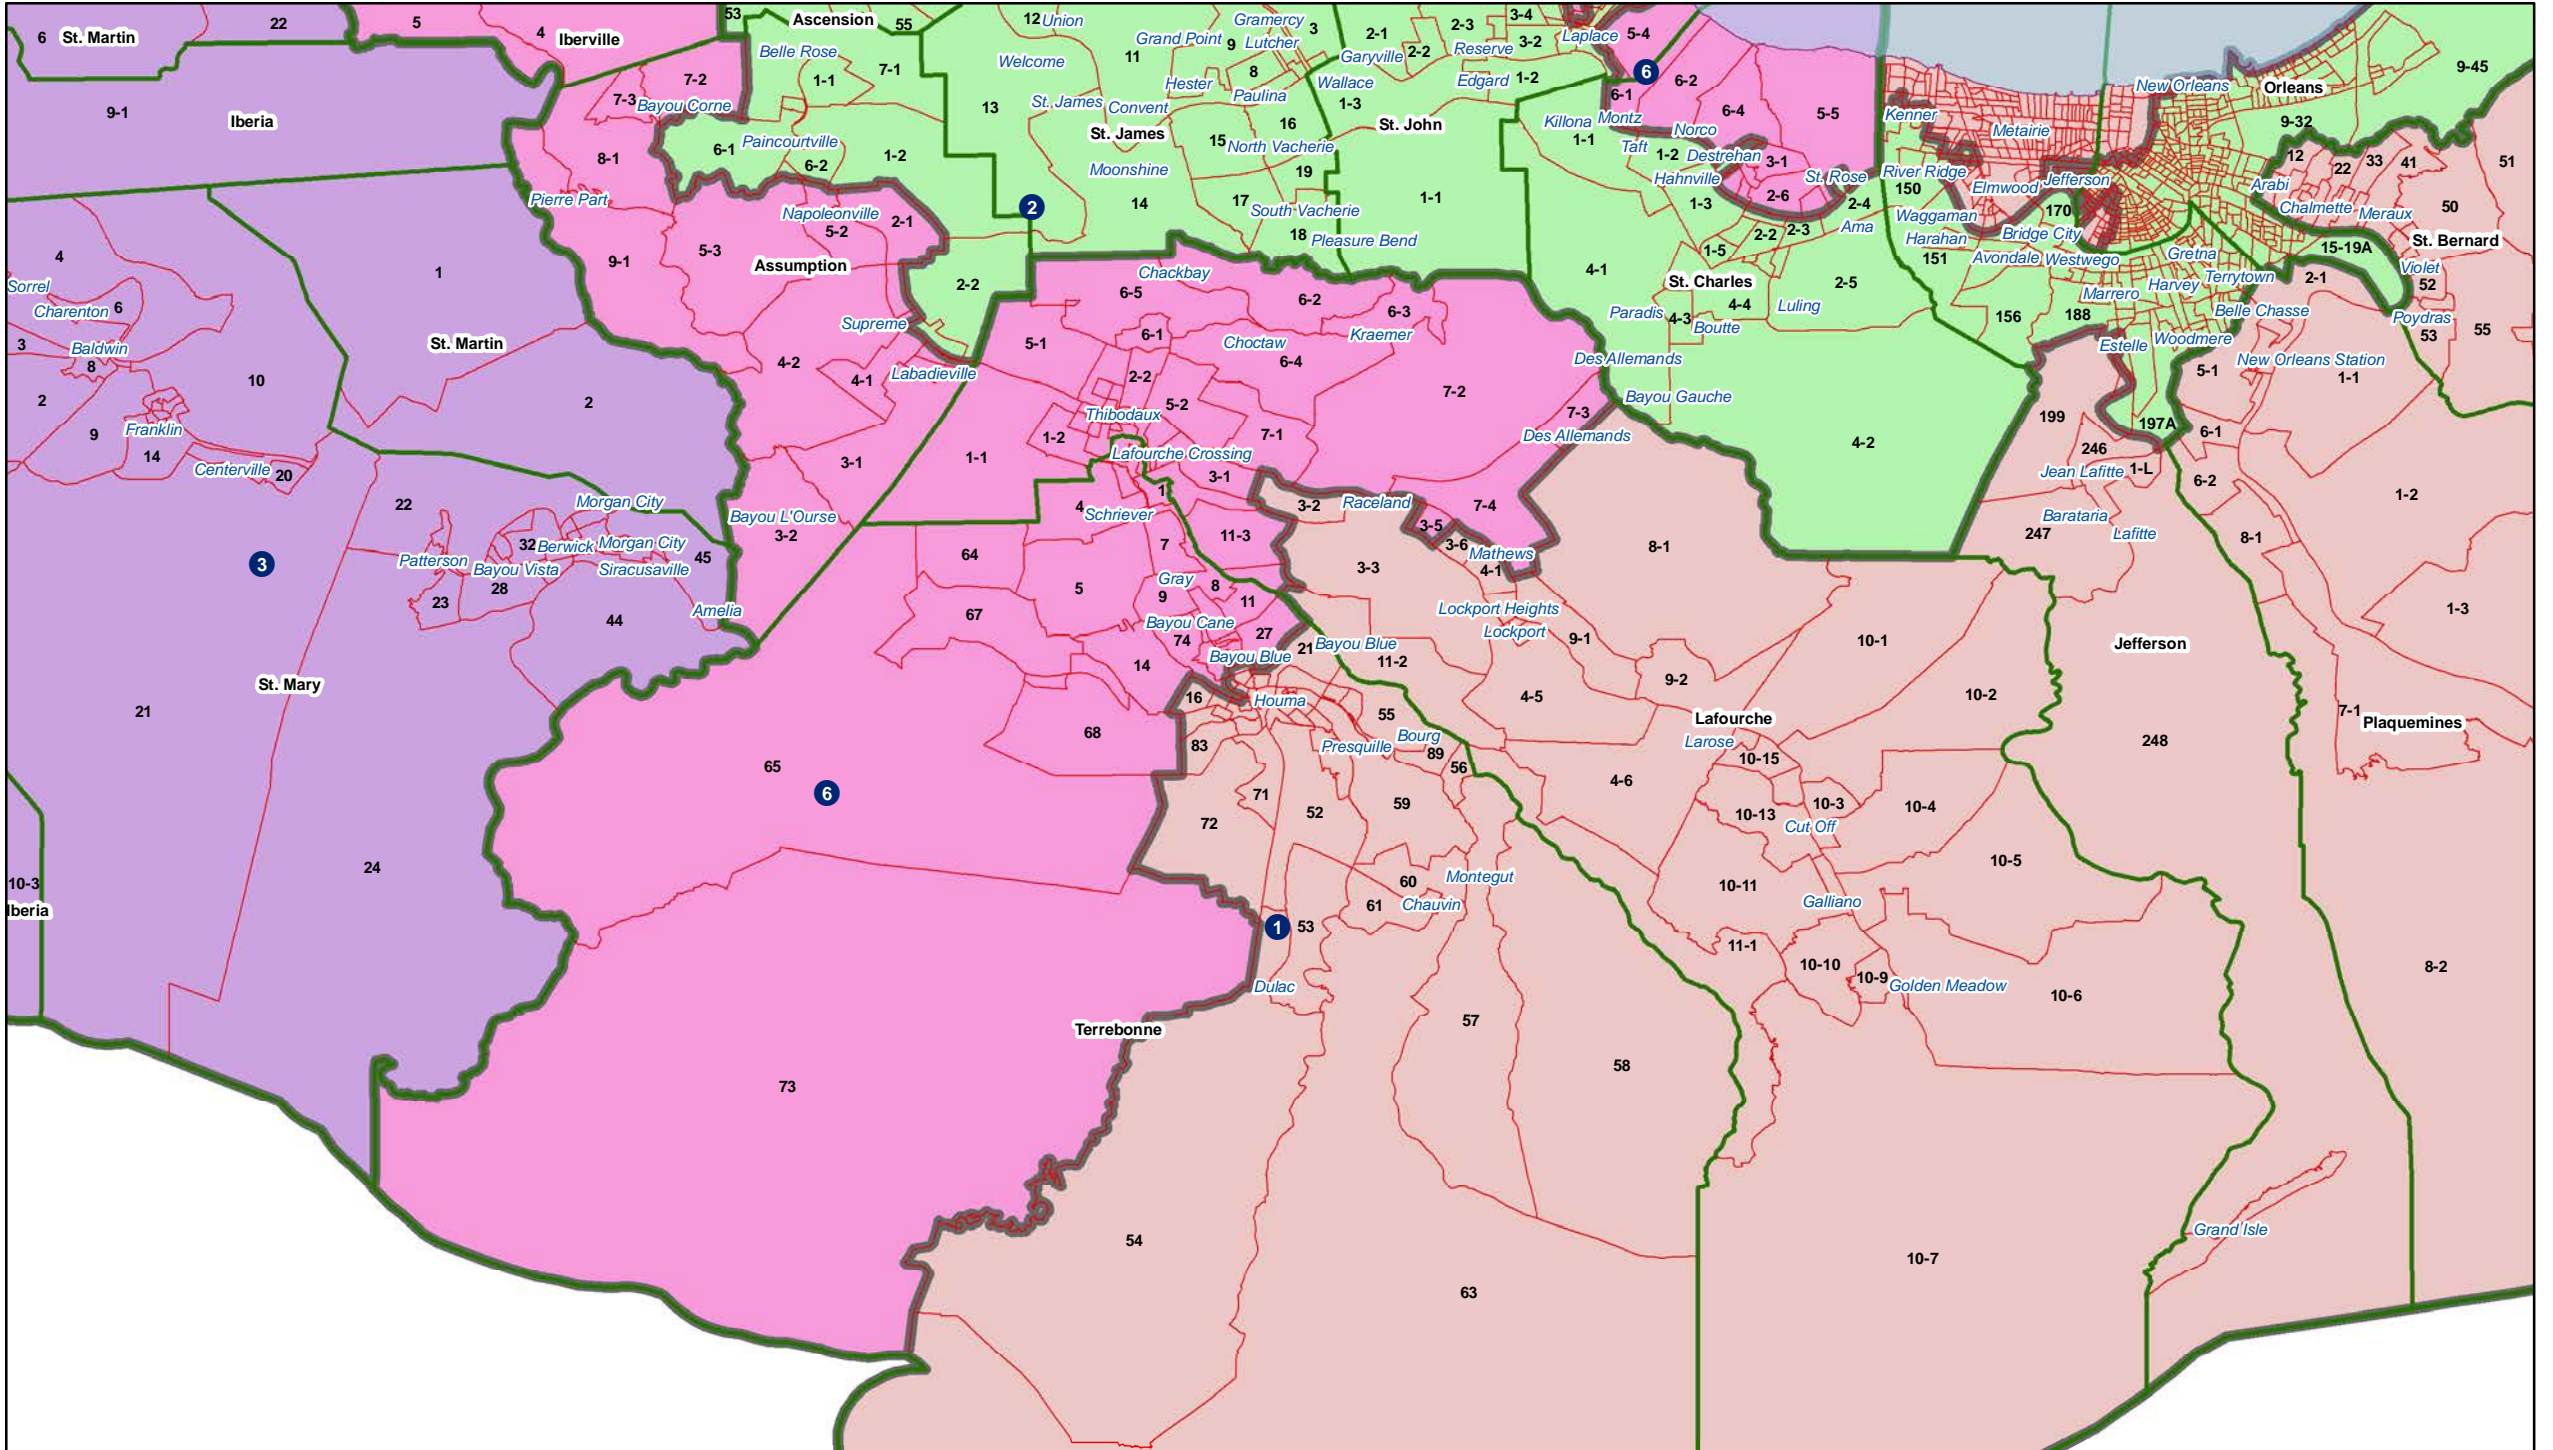 53
Ascension
55
12
Union
Gramercy
3
2-1
2-3
3-4
5
22
6
St. Martin
4
Iberville
Laplace
5-4
Belle Rose
Grand Point
9
Lutcher
Garyville
2-2
Reserve
3-2
Welcome
11
7-1
1-1
7-2
8
Wallace
Edgard
1-2
6
6-2
New Orleans
Orleans
9-45
Hester
Paulina
7-3
Bayou Corne
13
St. James
Convent
1-3
6-1
9-1
Iberia
St. James
16
St. John
Killona
Montz
6-4
5-5
Kenner
Metairie
9-32
Paincourtville
15
North Vacherie
1-1
Taft
Norco
6-1
1-2
6-2
8-1
Moonshine
19
1-2
Destrehan
3-1
12
22
33
41
51
Hahnville
St. Rose
River Ridge
Elmwood
Jefferson
Arabi
Pierre Part
14
17
South Vacherie
1-1
1-3
2-6
2-4
150
170
Chalmette
Meraux
50
2
Napoleonville
5-2
2-1
18
Pleasure Bend
2-2
2-3
Ama
Waggaman
Harahan
Bridge City
St. Bernard
5-3
Assumption
9-1
1-5
151
Avondale
Westwego
Gretna
15-19A
4
1
2-2
Chackbay
4-1
St. Charles
2-5
Terrytown
2-1
Violet
52
Sorrel
Charenton
6
6-5
6-2
6-3
4-4
Luling
Marrero
Harvey
Belle Chasse
Poydras
53
55
Supreme
Paradis
4-3
Boutte
156
188
3
Baldwin
8
St. Martin
5-1
6-1
Choctaw
Kraemer
Estelle
Woodmere
New Orleans Station
1-1
10
4-2
4-1
Labadieville
2-2
6-4
Des Allemands
5-1
2
2
5-2
7-2
Bayou Gauche
9
Franklin
Thibodaux
7-3
199
197A
6-1
14
1-2
7-1
Des Allemands
4-2
246
Centerville
20
3-1
1-1
Lafourche Crossing
3-1
Jean Lafitte
1-L
6-2
1-2
22
Morgan City
Bayou L'Ourse
3-2
4
Schriever
1
3-2
Raceland
7-4
3-5
Barataria
247
Lafitte
8-1
3
Patterson
32
Berwick
Morgan City
45
64
7
11-3
3-6
Mathews
8-1
Bayou Vista
Siracusaville
3-3
4-1
23
28
5
Gray
9
8
11
Amelia
44
67
Bayou Cane
74
27
Lockport Heights
Lockport
9-1
10-1
Jefferson
1-3
21
Bayou Blue
Bayou Blue
11-2
14
St. Mary
16
Houma
4-5
9-2
10-2
21
55
Lafourche
7-1
Plaquemines
68
83
Presquille
Bourg
89
56
Larose
10-15
248
65
6
71
4-6
72
52
59
10-13
10-3
Cut Off
10-4
24
Montegut
10-5
10-3
Iberia
60
61
Chauvin
10-11
Galliano
1
53
11-1
10-10
10-9
Golden Meadow
10-6
8-2
Dulac
57
Terrebonne
58
73
54
Grand Isle
10-7
63